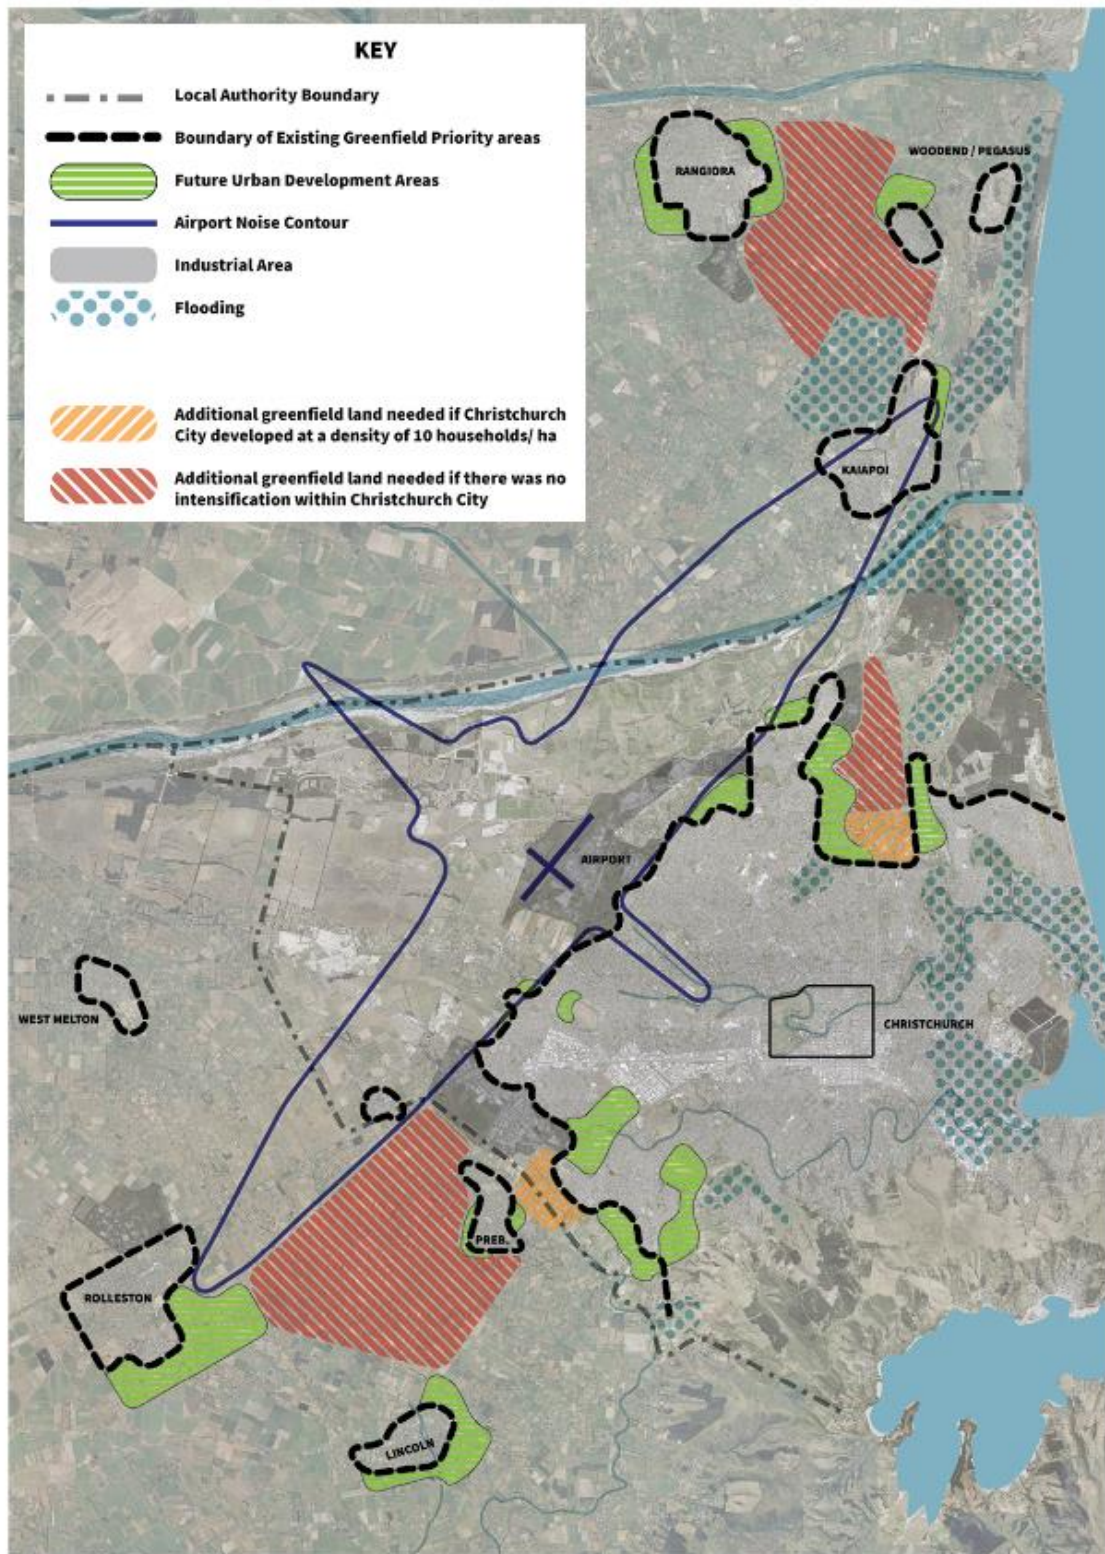 KEY
Local Authority Boundary
Boundary of Existing Greenfield Priority areas
Future Urban Development Areas
Airport Noise Contour
Industrial Area
Flooding
Additional greenfield land needed if Christchurch
City developed at a density of 10 households/ ha
Additional greenfield land needed if there was no
intensification within Christchurch City
WOODEND / PEGASUS
RANGIORA
KAIAPOI
AIRPORT
WEST MELTON
CHRISTCHURCH
PREB.
ROLLESTON
LINCOLN